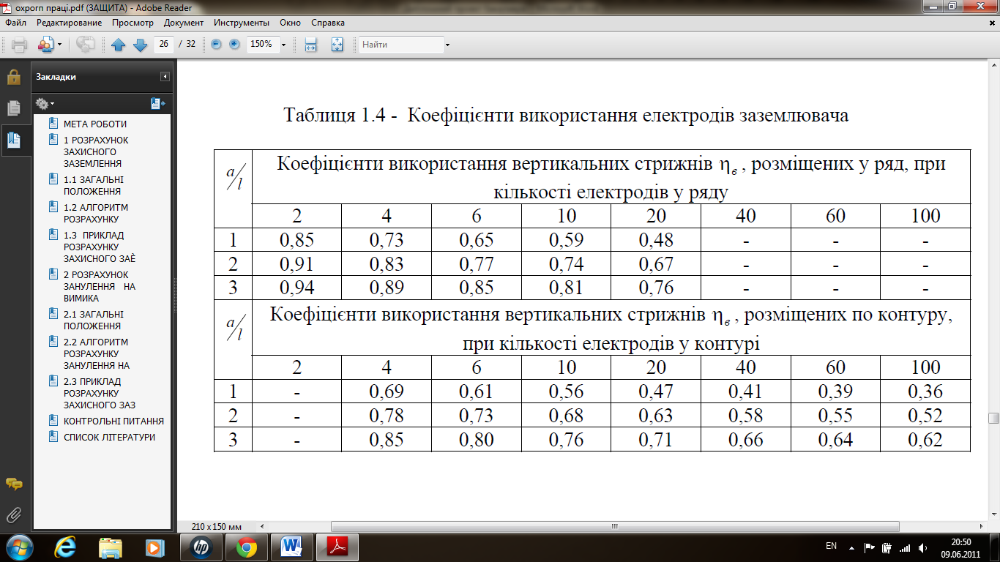 охрогп праці.pdf (ЗАЩИТА) - Adobe Reader
Файл Редактирование Просмотр Документ Инструменты Окно Справка
26 / 32 150% Найти
Закладки
МЕТА РОБОТИ
1 РОЗРАХУНОК
ЗАХИСНОГО
ЗАЗЕМЛЕННЯ
1.1 ЗАГАЛЬНІ
ПОЛОЖЕННЯ
1.2 АЛГОРИТМ
РОЗРАХУНКУ
1.3 ПРИКЛАД
РОЗРАХУНКУ
ЗАХИСНОГО ЗАÈ
2 РОЗРАХУНОК
ЗАНУЛЕННЯ НА
ВИМИКА
2.1 ЗАГАЛЬНІ
ПОЛОЖЕННЯ
2.2 АЛГОРИТМ
РОЗРАХУНКУ
ЗАНУЛЕННЯ НА
2.3 ПРИКЛАД
РОЗРАХУНКУ
ЗАХИСНОГО ЗАЗ
КОНТРОЛЬНІ ПИТАННЯ
СПИСОК ЛІТЕРАТУРИ
Таблиця 1.4 - Коефіцієнти використання електродів заземлювача
a/l Коефіцієнти використання вертикальних стрижнів ηв , розміщених у ряд, при
кількості електродів у ряду
2 4 6 10 20 40 60 100
1 0,85 0,73 0,65 0,59 0,48 - - -
2 0,91 0,83 0,77 0,74 0,67 - - -
3 0,94 0,89 0,85 0,81 0,76 - - -
a/l Коефіцієнти використання вертикальних стрижнів ηв , розміщених по контуру,
при кількості електродів у контурі
2 4 6 10 20 40 60 100
1 - 0,69 0,61 0,56 0,47 0,41 0,39 0,36
2 - 0,78 0,73 0,68 0,63 0,58 0,55 0,52
3 - 0,85 0,80 0,76 0,71 0,66 0,64 0,62
210 x 150 мм
hp
EN 20:50
09.06.2011